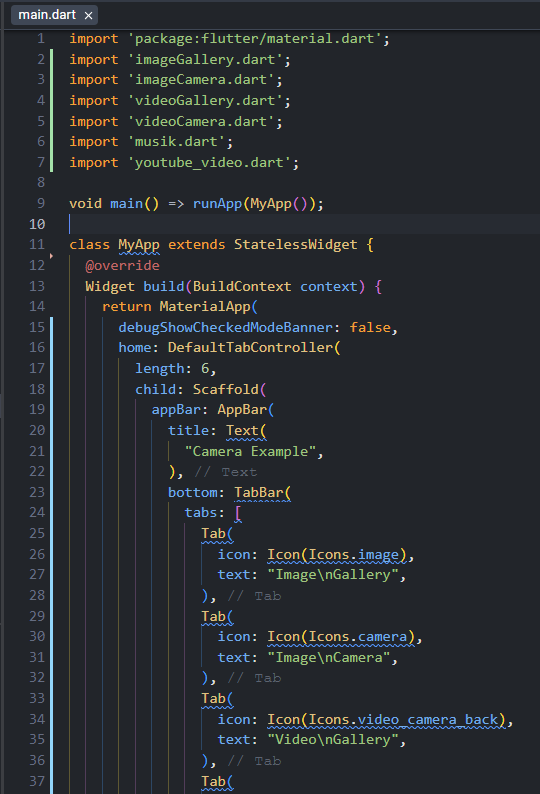 main.dart ×
1 import 'package:flutter/material.dart';
2 import 'imageGallery.dart';
3 import 'imageCamera.dart';
4 import 'videoGallery.dart';
5 import 'videoCamera.dart';
6 import 'musik.dart';
7 import 'youtube_video.dart';
8
9 void main() => runApp(MyApp());
10
11 class MyApp extends StatelessWidget {
12   @override
13   Widget build(BuildContext context) {
14     return MaterialApp(
15       debugShowCheckedModeBanner: false,
16       home: DefaultTabController(
17         length: 6,
18         child: Scaffold(
19           appBar: AppBar(
20             title: Text(
21               "Camera Example",
22             ), // Text
23             bottom: TabBar(
24               tabs: [
25                 Tab(
26                   icon: Icon(Icons.image),
27                   text: "Image\nGallery",
28                 ), // Tab
29                 Tab(
30                   icon: Icon(Icons.camera),
31                   text: "Image\nCamera",
32                 ), // Tab
33                 Tab(
34                   icon: Icon(Icons.video_camera_back),
35                   text: "Video\nGallery",
36                 ), // Tab
37                 Tab(